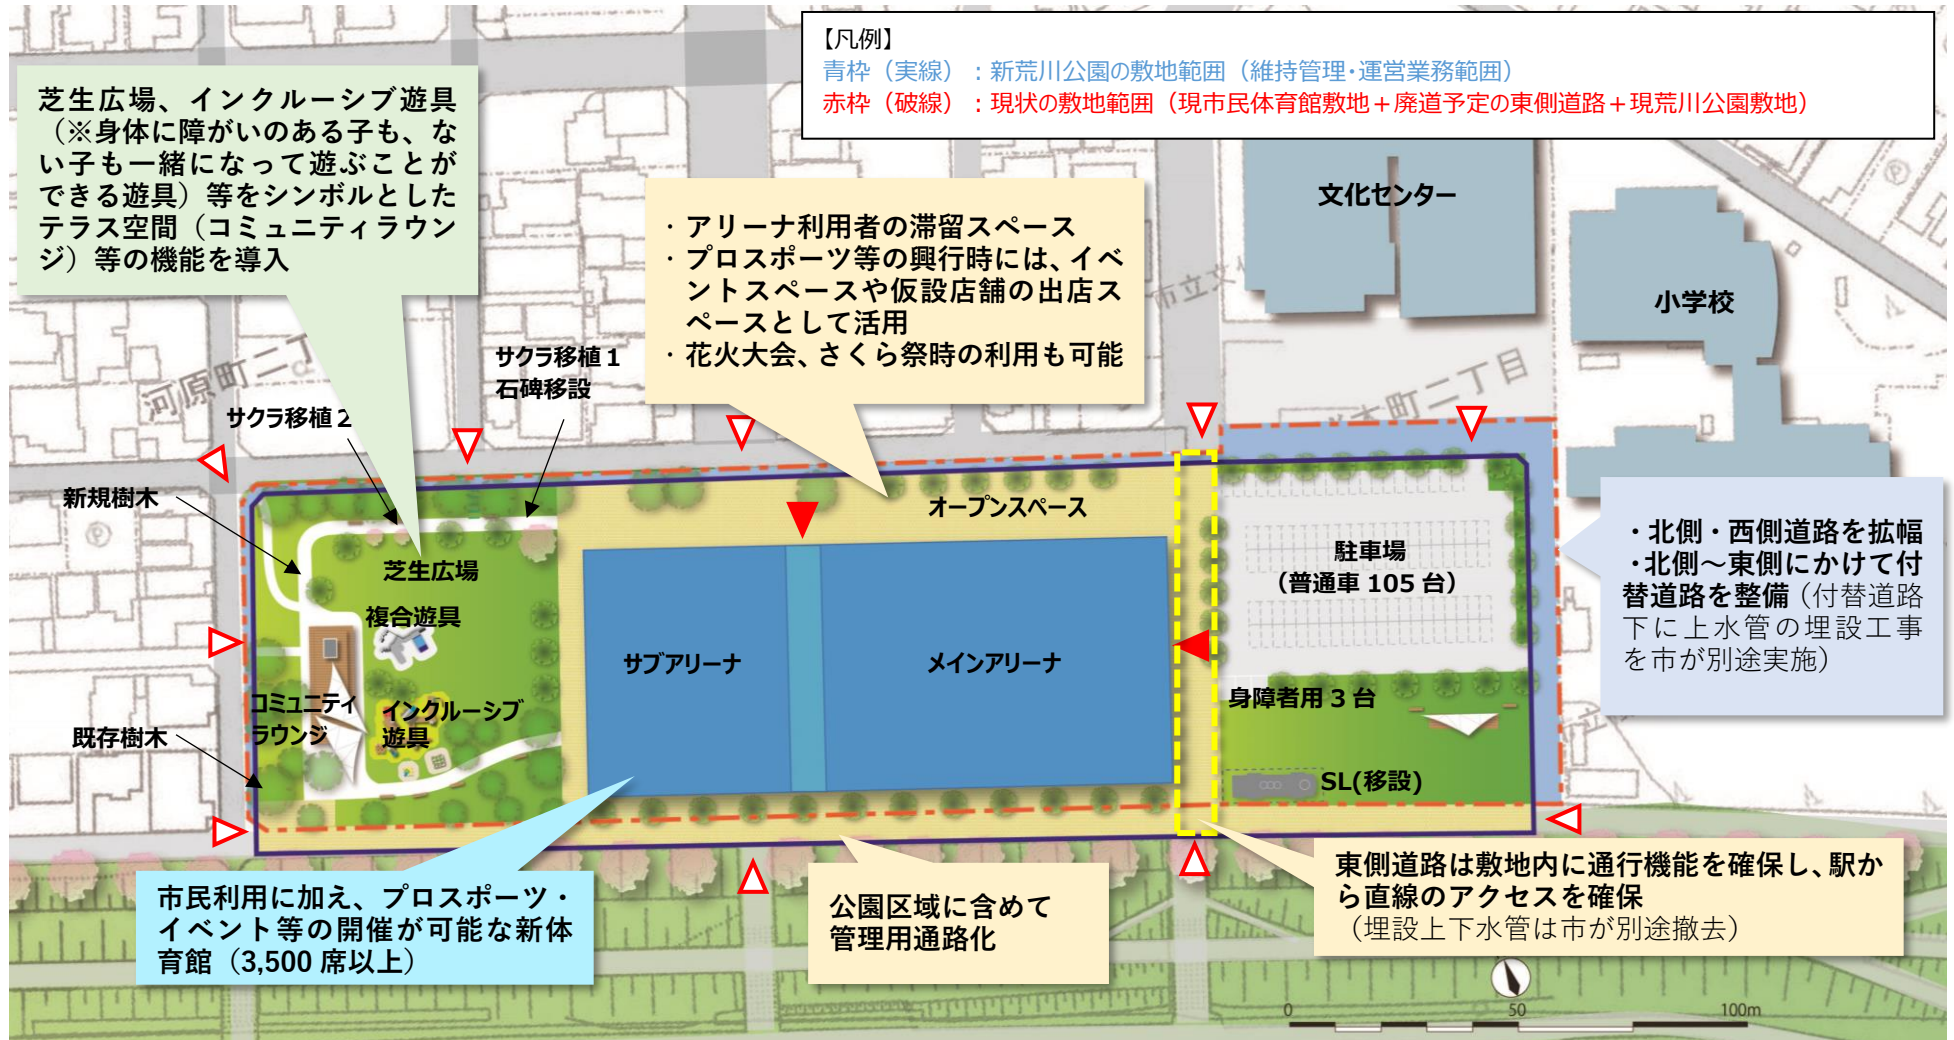 【凡例】
青枠（実線）：新荒川公園の敷地範囲（維持管理・運営業務範囲）
赤枠（破線）：現状の敷地範囲（現市民体育館敷地＋廃道予定の東側道路＋現荒川公園敷地）
芝生広場、インクルーシブ遊具
（※身体に障がいのある子も、な
い子も一緒になって遊ぶことが
できる遊具）等をシンボルとした
テラス空間（コミュニティラウン
ジ）等の機能を導入
・アリーナ利用者の滞留スペース
・プロスポーツ等の興行時には、イベ
ントスペースや仮設店舗の出店ス
ペースとして活用
・花火大会、さくら祭時の利用も可能
文化センター
小学校
市立文
河原町二丁
本町二丁目
サクラ移植１
石碑移設
サクラ移植２
新規樹木
オープンスペース
芝生広場
複合遊具
駐車場
（普通車 105 台）
・北側・西側道路を拡幅
・北側～東側にかけて付
替道路を整備（付替道路
下に上水管の埋設工事
を市が別途実施）
サブアリーナ
メインアリーナ
コミュニティ
ラウンジ
インクルーシブ
遊具
身障者用３台
既存樹木
SL(移設)
市民利用に加え、プロスポーツ・
イベント等の開催が可能な新体
育館（3,500 席以上）
公園区域に含めて
管理用通路化
東側道路は敷地内に通行機能を確保し、駅か
ら直線のアクセスを確保
（埋設上下水管は市が別途撤去）
0 50 100m